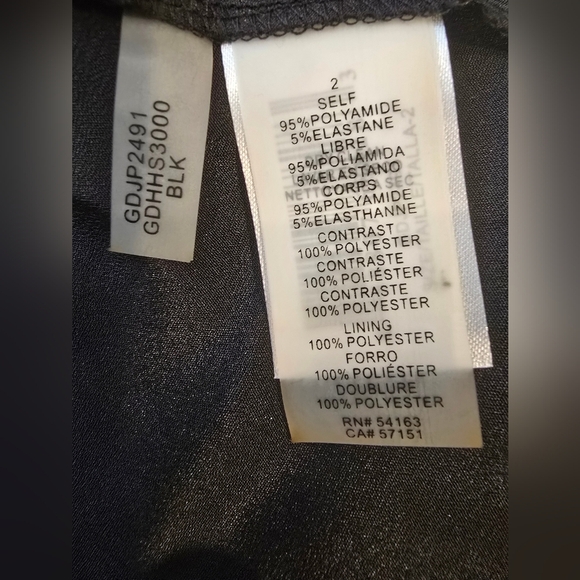 GDJP2491
GDHHS3000
BLK
2
SELF
95%POLYAMIDE
5%ELASTANE
LIBRE
95%POLIAMIDA
5%ELASTANO
CORPS
95%POLYAMIDE
5%ELASTHANNE
CONTRAST
100% POLYESTER
CONTRASTE
100% POLIÉSTER
CONTRASTE
100% POLYESTER
LINING
100% POLYESTER
FORRO
100% POLIÉSTER
DOUBLURE
100% POLYESTER
RN# 54163
CA# 57151